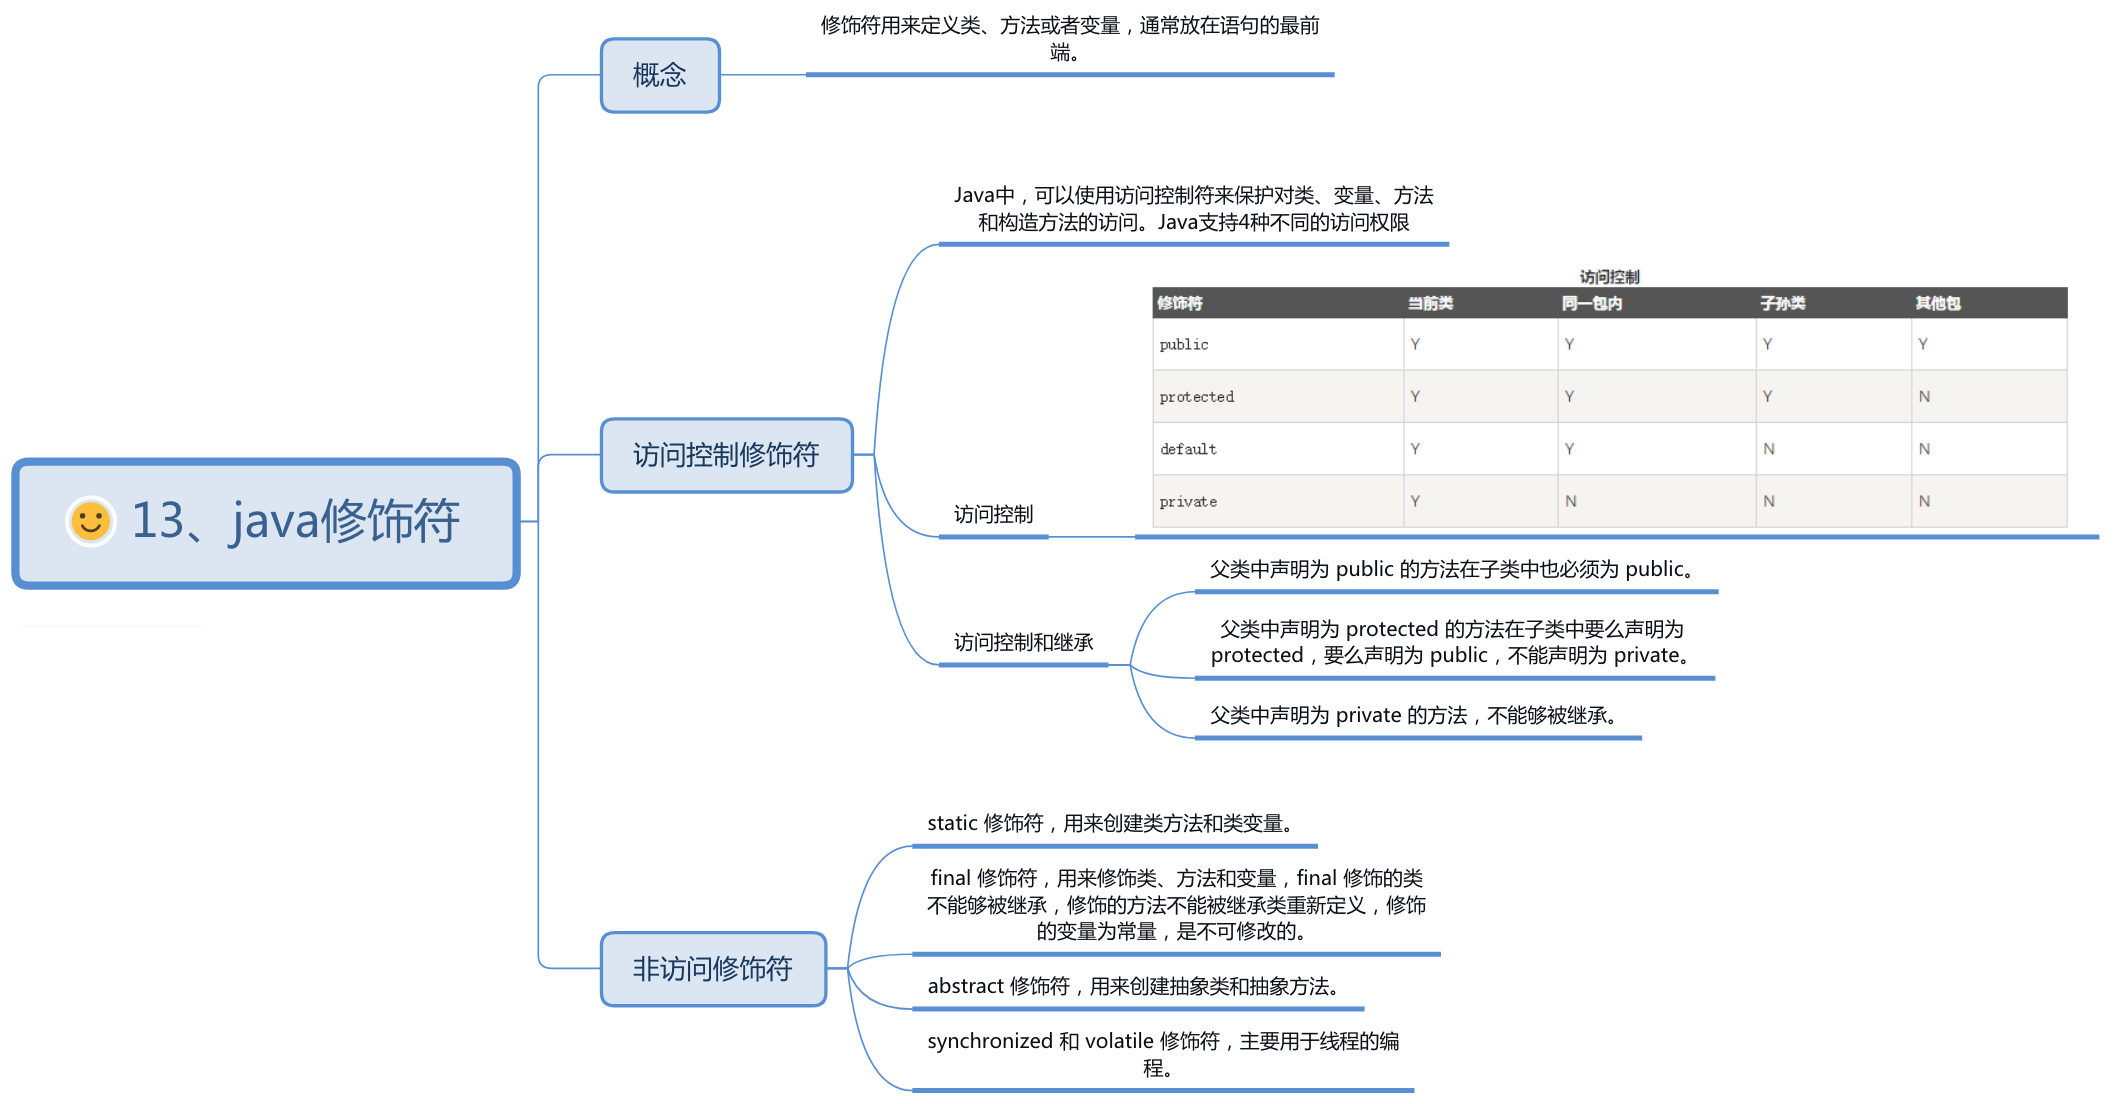 概念
修饰符用来定义类、方法或者变量，通常放在语句的最前
端。
13、java修饰符
访问控制修饰符
Java中，可以使用访问控制符来保护对类、变量、方法
和构造方法的访问。Java支持4种不同的访问权限
访问控制
访问控制
修饰符 当前类 同一包内 子孙类 其他包
public Y Y Y Y
protected Y Y Y N
default Y Y N N
private Y N N N
访问控制和继承
父类中声明为 public 的方法在子类中也必须为 public。
父类中声明为 protected 的方法在子类中要么声明为
protected，要么声明为 public，不能声明为 private。
父类中声明为 private 的方法，不能够被继承。
非访问修饰符
static 修饰符，用来创建类方法和类变量。
final 修饰符，用来修饰类、方法和变量，final 修饰的类
不能够被继承，修饰的方法不能被继承类重新定义，修饰
的变量为常量，是不可修改的。
abstract 修饰符，用来创建抽象类和抽象方法。
synchronized 和 volatile 修饰符，主要用于线程的编
程。